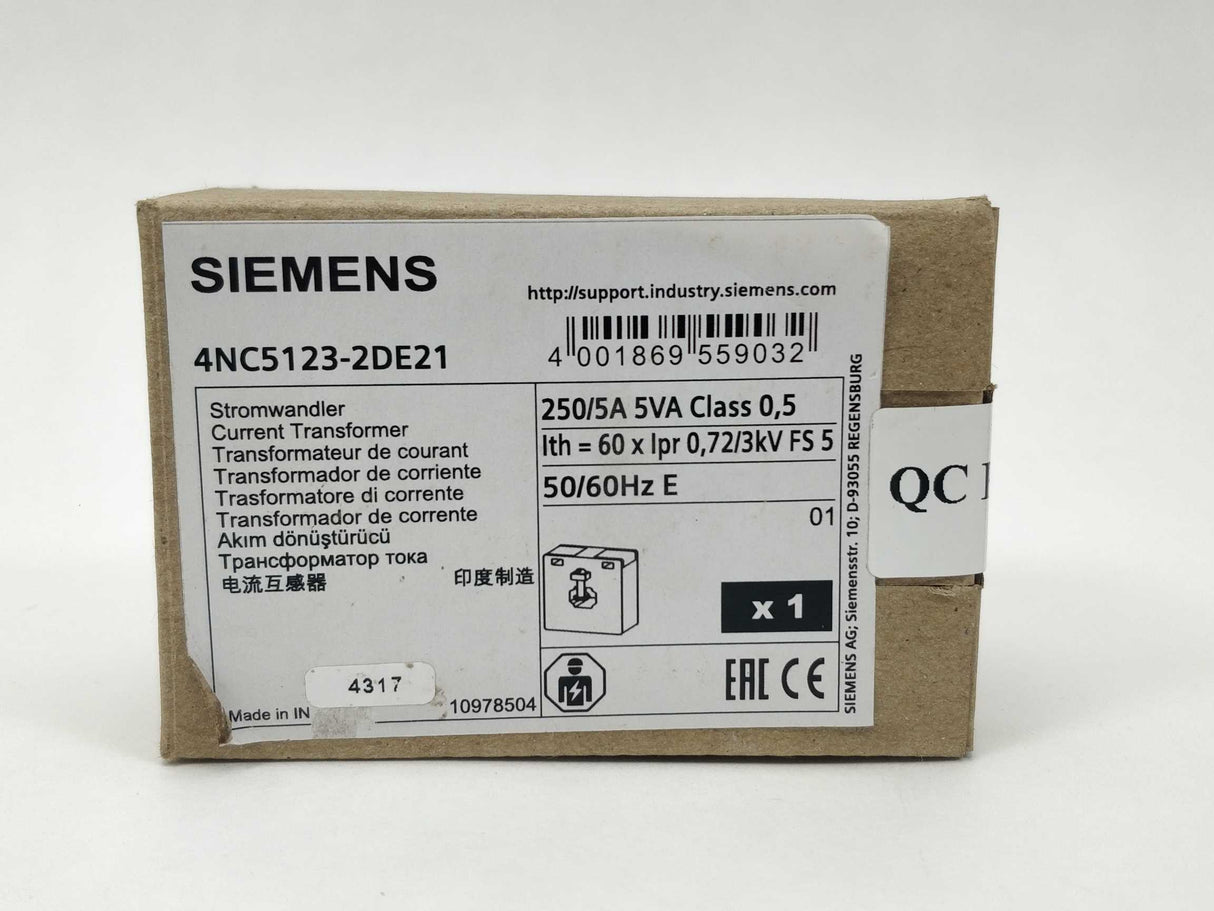 SIEMENS
http://support.industry.siemens.com
4 001869 559032
4NC5123-2DE21
Stromwandler
Current Transformer
Transformateur de courant
Transformador de corriente
Trasformatore di corrente
Transformador de corrente
Akım dönüştürücü
Трансформатор тока
电流互感器
印度制造
4317
Made in IN
10978504
250/5A 5VA Class 0,5
Ith = 60 x Ipr 0,72/3kV FS 5
50/60Hz E
01
x 1
EAC CE
SIEMENS AG; Siemensstr. 10; D-93055 REGENSBURG
QC